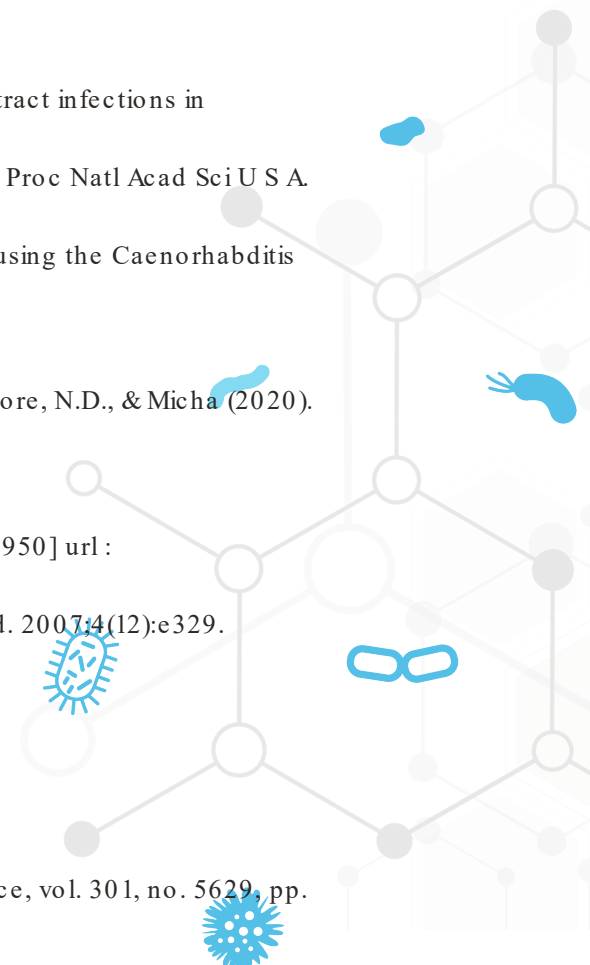 tract infections in
Proc Natl Acad Sci U S A.
using the Caenorhabditis
ore, N.D., & Micha (2020).
950] url :
d. 2007;4(12):e329.
ce, vol. 301, no. 5629, pp.